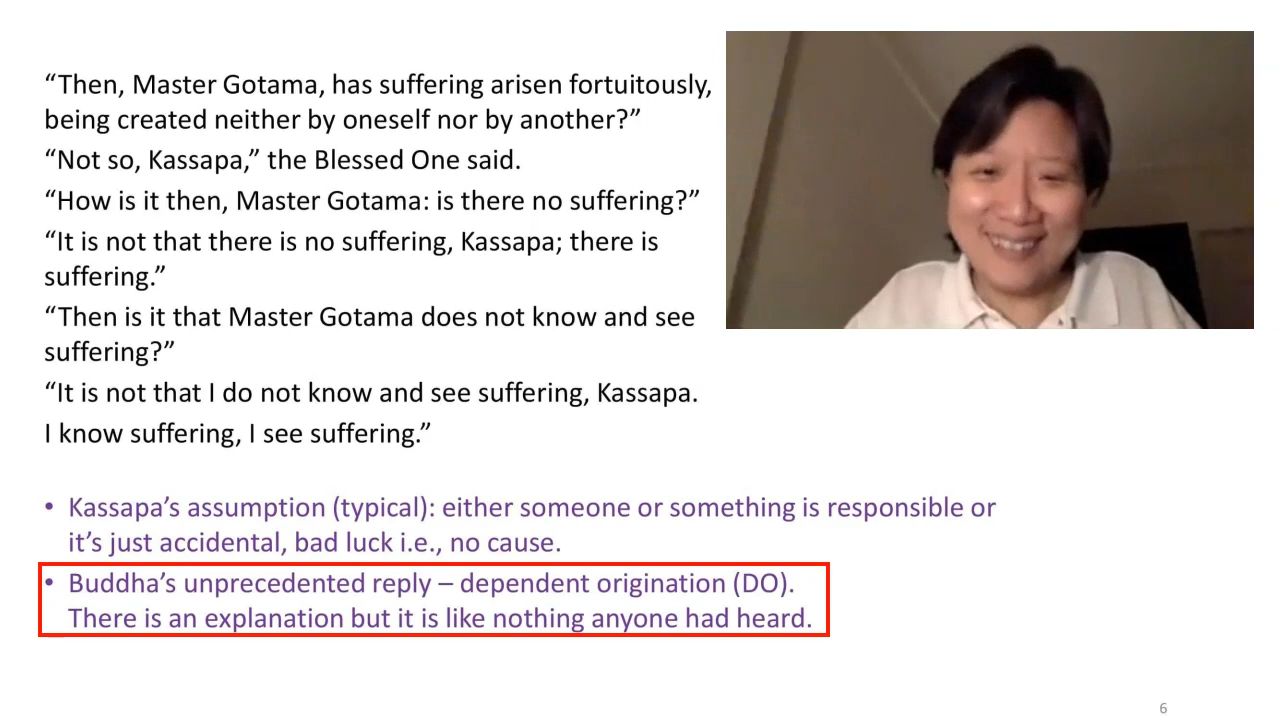 “Then, Master Gotama, has suffering arisen fortuitously,
being created neither by oneself nor by another?”
“Not so, Kassapa,” the Blessed One said.
“How is it then, Master Gotama: is there no suffering?”
“It is not that there is no suffering, Kassapa; there is
suffering.”
“Then is it that Master Gotama does not know and see
suffering?”
“It is not that I do not know and see suffering, Kassapa.
I know suffering, I see suffering.”
• Kassapa’s assumption (typical): either someone or something is responsible or
it’s just accidental, bad luck i.e., no cause.
• Buddha’s unprecedented reply – dependent origination (DO).
There is an explanation but it is like nothing anyone had heard.
6